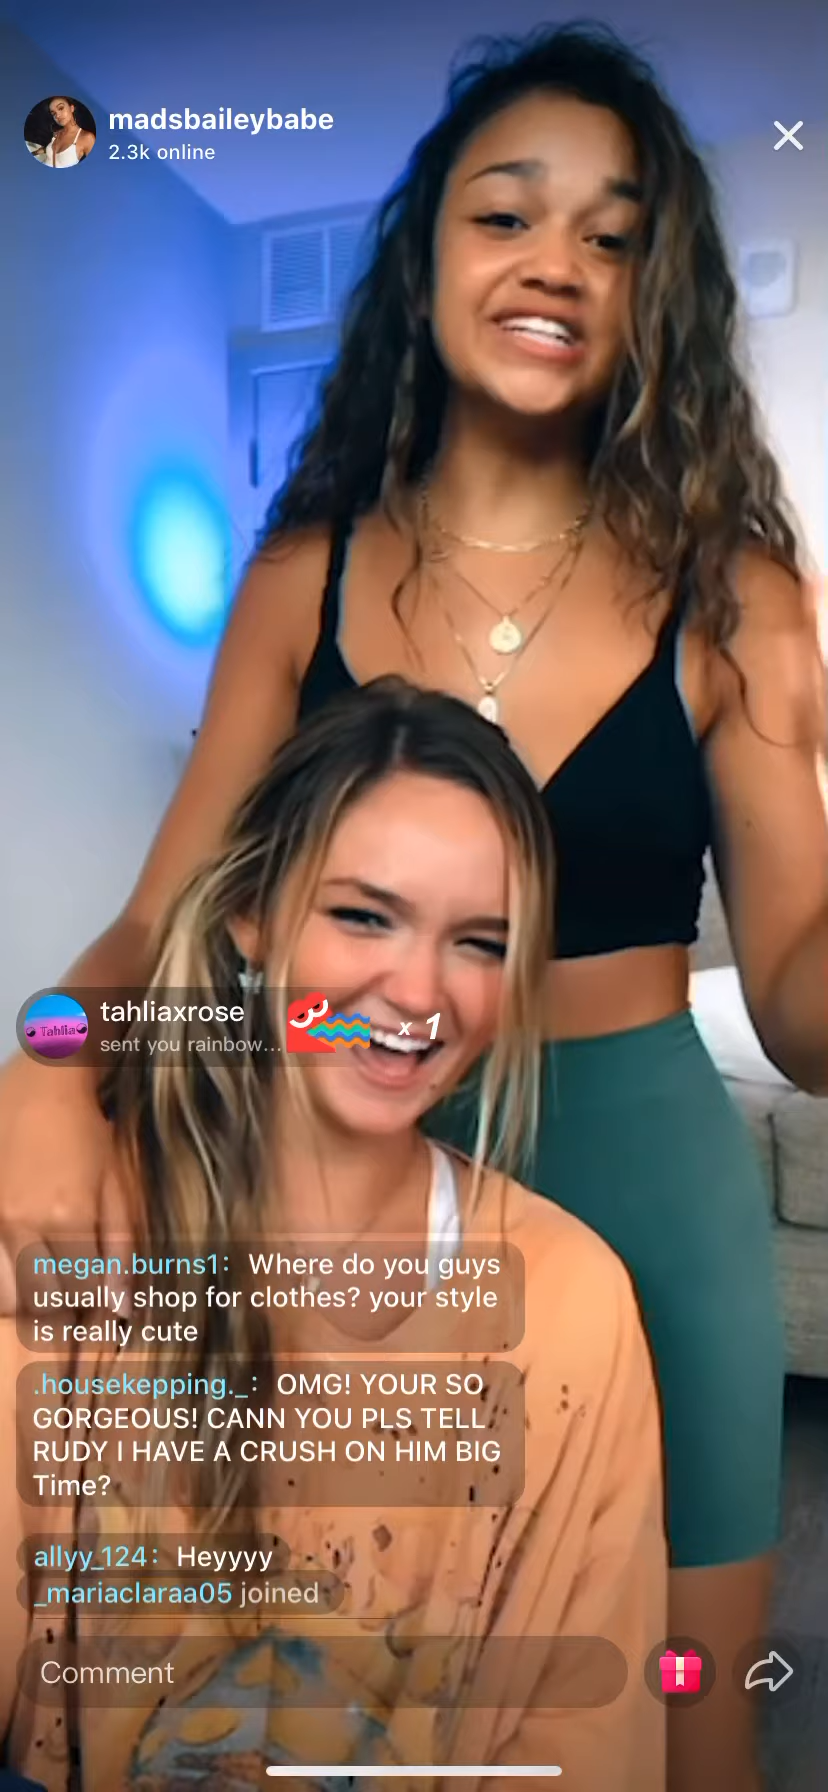 madsbaileybabe
2.3k online
Tahlia
tahliaxrose
sent you rainbow...
x 1
megan.burns1: Where do you guys
usually shop for clothes? your style
is really cute
.housekepping._: OMG! YOUR SO
GORGEOUS! CANN YOU PLS TELL
RUDY I HAVE A CRUSH ON HIM BIG
Time?
allyy_124: Heyyyy
_mariaclaraa05 joined
Comment